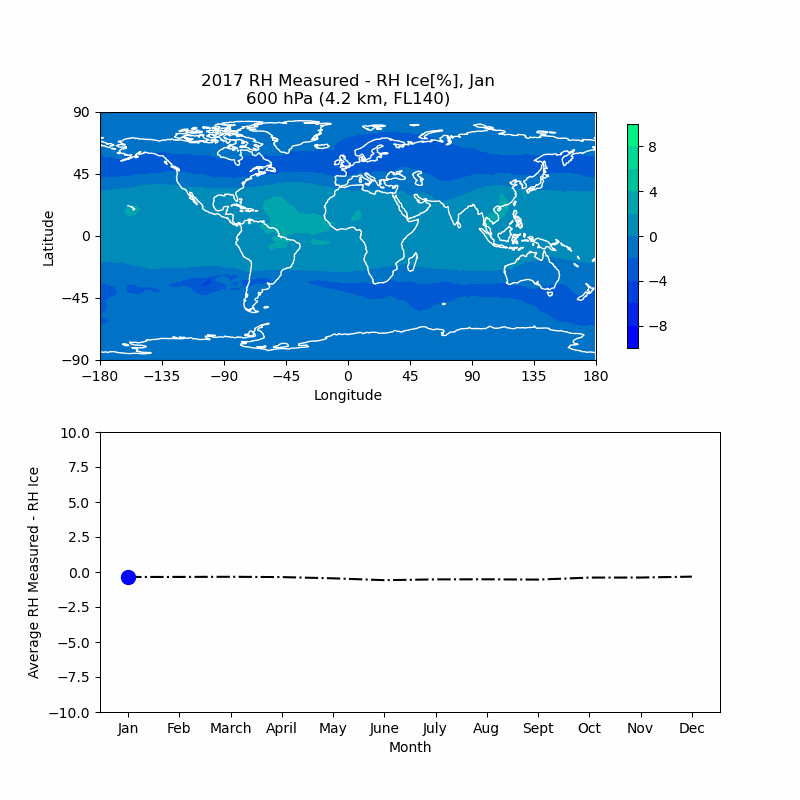 2017 RH Measured - RH Ice[%], Jan
600 hPa (4.2 km, FL140)
90
45
0
−45
−90
Latitude
−180
−135
−90
−45
0
45
90
135
180
Longitude
8
4
0
−4
−8
10.0
7.5
5.0
2.5
0.0
−2.5
−5.0
−7.5
−10.0
Average RH Measured - RH Ice
Jan
Feb
March
April
May
June
July
Aug
Sept
Oct
Nov
Dec
Month